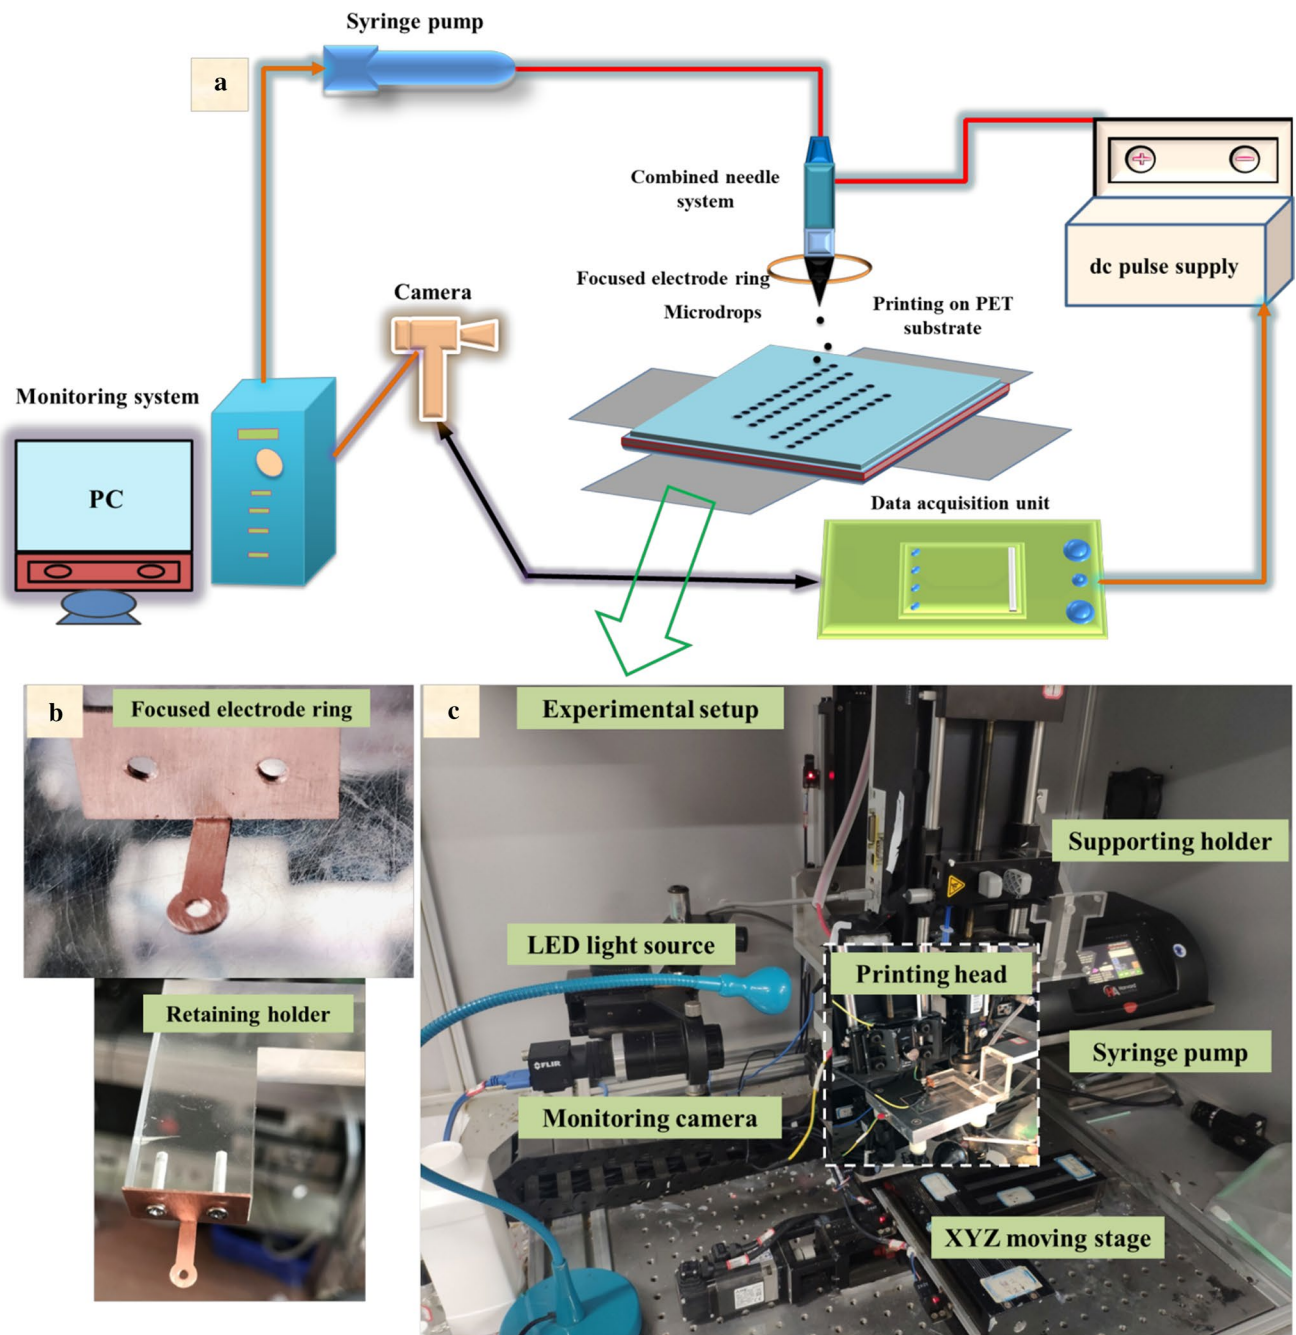 Syringe pump
a
Combined needle
system
dc pulse supply
Focused electrode ring
Camera
Microdrops
Printing on PET
substrate
Monitoring system
PC
Data acquisition unit
b
Focused electrode ring
c
Experimental setup
Supporting holder
LED light source
Printing head
Retaining holder
Syringe pump
FLIR
Monitoring camera
XYZ moving stage